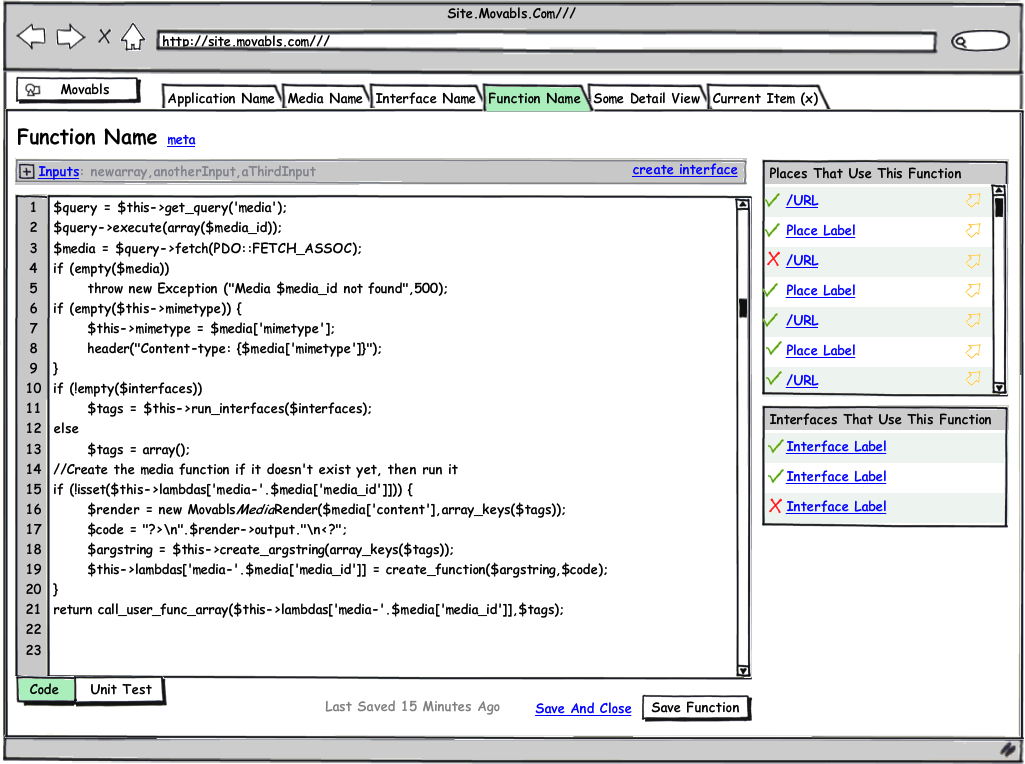 Site.Movabls.Com///
http://site.movabls.com///
Movabls
Application Name
Media Name
Interface Name
Function Name
Some Detail View
Current Item (x)
Function Name meta
Inputs: newarray,anotherInput,aThirdInput
create interface
1 $query = $this->get_query('media');
2 $query->execute(array($media_id));
3 $media = $query->fetch(PDO::FETCH_ASSOC);
4 if (empty($media))
5 throw new Exception ("Media $media_id not found",500);
6 if (empty($this->mimetype)) {
7 $this->mimetype = $media['mimetype'];
8 header("Content-type: {$media['mimetype']}");
9 }
10 if (!empty($interfaces))
11 $tags = $this->run_interfaces($interfaces);
12 else
13 $tags = array();
14 //Create the media function if it doesn't exist yet, then run it
15 if (!isset($this->lambdas['media-'.$media['media_id']])) {
16 $render = new MovablsMediaRender($media['content'],array_keys($tags));
17 $code = "?>\n".$render->output."\n<?";
18 $argstring = $this->create_argstring(array_keys($tags));
19 $this->lambdas['media-'.$media['media_id']] = create_function($argstring,$code);
20 }
21 return call_user_func_array($this->lambdas['media-'.$media['media_id']],$tags);
22
23
Code
Unit Test
Last Saved 15 Minutes Ago
Save And Close
Save Function
Places That Use This Function
/URL
Place Label
/URL
Place Label
/URL
Place Label
/URL
Interfaces That Use This Function
Interface Label
Interface Label
Interface Label